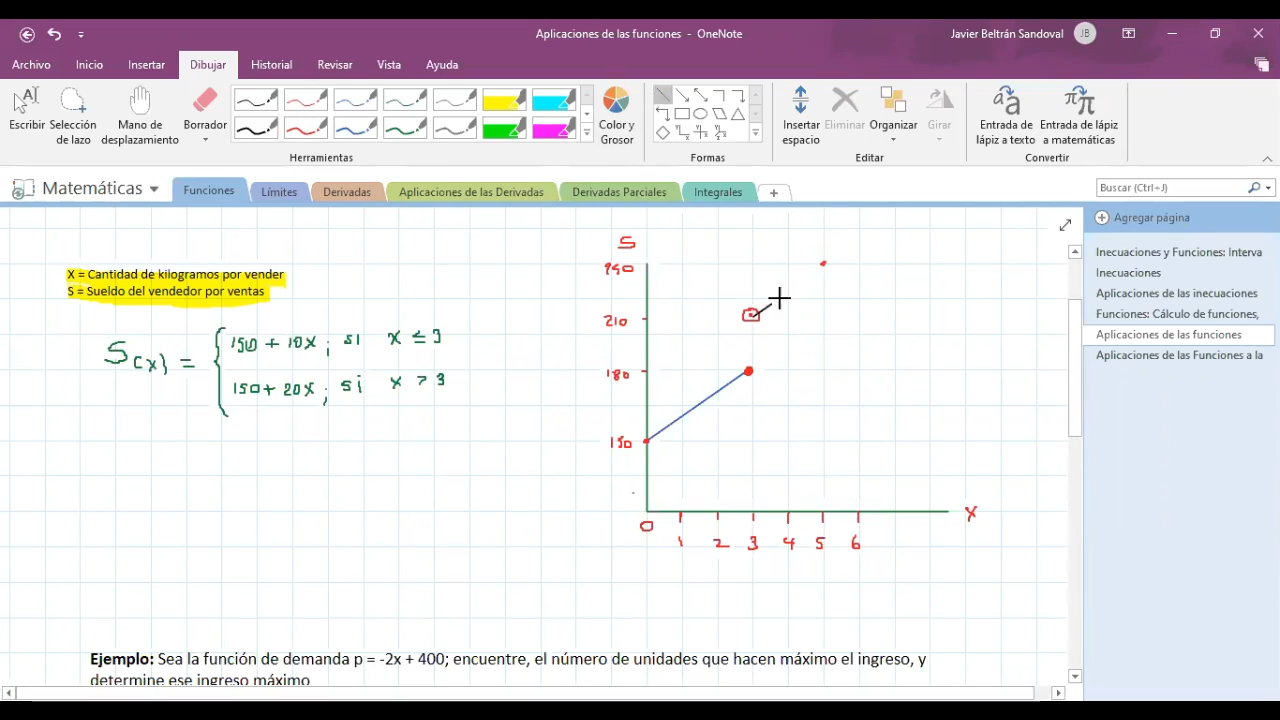 Aplicaciones de las funciones - OneNote
Javier Beltrán Sandoval JB
Archivo Inicio Insertar Dibujar Historial Revisar Vista Ayuda
Escribir
Selección de lazo
Mano de desplazamiento
Borrador
Color y Grosor
Insertar espacio
Eliminar
Organizar
Girar
Entrada de lápiz a texto
Entrada de lápiz a matemáticas
Herramientas Formas Editar Convertir
Matemáticas Funciones Límites Derivadas Aplicaciones de las Derivadas Derivadas Parciales Integrales
Buscar (Ctrl+J)
Agregar página
Inecuaciones y Funciones: Interva
Inecuaciones
Aplicaciones de las inecuaciones
Funciones: Cálculo de funciones,
Aplicaciones de las funciones
Aplicaciones de las Funciones a la
X = Cantidad de kilogramos por vender
S = Sueldo del vendedor por ventas
S(x) =
150 + 10X ; si x ≤ 3
150 + 20X ; si x > 3
S
240
210
180
150
0 1 2 3 4 5 6
X
Ejemplo: Sea la función de demanda p = -2x + 400; encuentre, el número de unidades que hacen máximo el ingreso, y
determine ese ingreso máximo